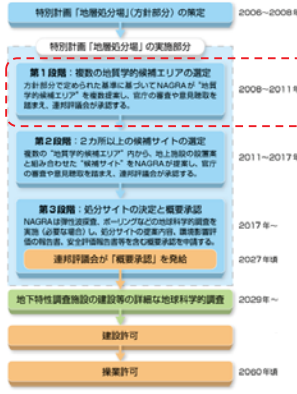 特別計画「地層処分場」(方針部分)の策定
2006~2008年
特別計画「地層処分場」の実施部分
第1段階:複数の地質学的候補エリアの選定
方針部分で定められた基準に基づいてNAGRAが“地質
学的候補エリア”を複数提案し、官庁の審査や意見聴取を
踏まえ、連邦評議会が承認する。
2008~2011年
第2段階:2カ所以上の候補サイトの選定
複数の“地質学的候補エリア”内から、地上施設の設置案
と組み合わせた“候補サイト”をNAGRAが提案し、官庁
の審査や意見聴取を踏まえ、連邦評議会が承認する。
2011~2017年
第3段階:処分サイトの決定と概要承認
NAGRAは弾性波探査、ボーリングなどの地球科学的調査を
実施(必要な場合)し、処分サイトの提案内容、環境影響評
価の報告書、安全評価報告書等を含む概要承認を申請する。
2017年~
連邦評議会が「概要承認」を発給
2027年頃
地下特性調査施設の建設等の詳細な地球科学的調査
2029年~
建設許可
操業許可
2060年頃